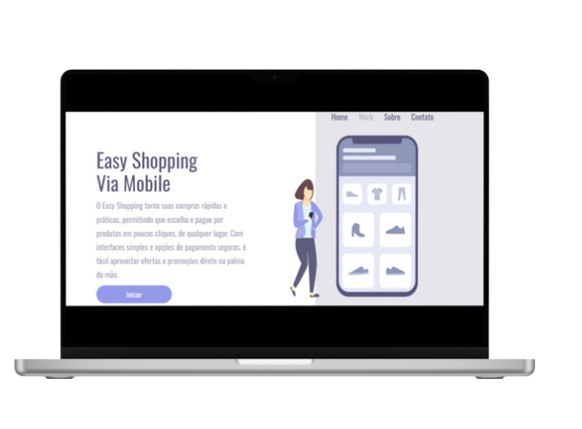 Home Work Sobre Contato
Easy Shopping
Via Mobile
O Easy Shopping torna suas compras rápidas e
práticas, permitindo que escolha e pague por
produtos em poucos cliques, de qualquer lugar. Com
interfaces simples e opções de pagamento seguras, é
fácil aproveitar ofertas e promoções direto na palma
da mão.
Iniciar